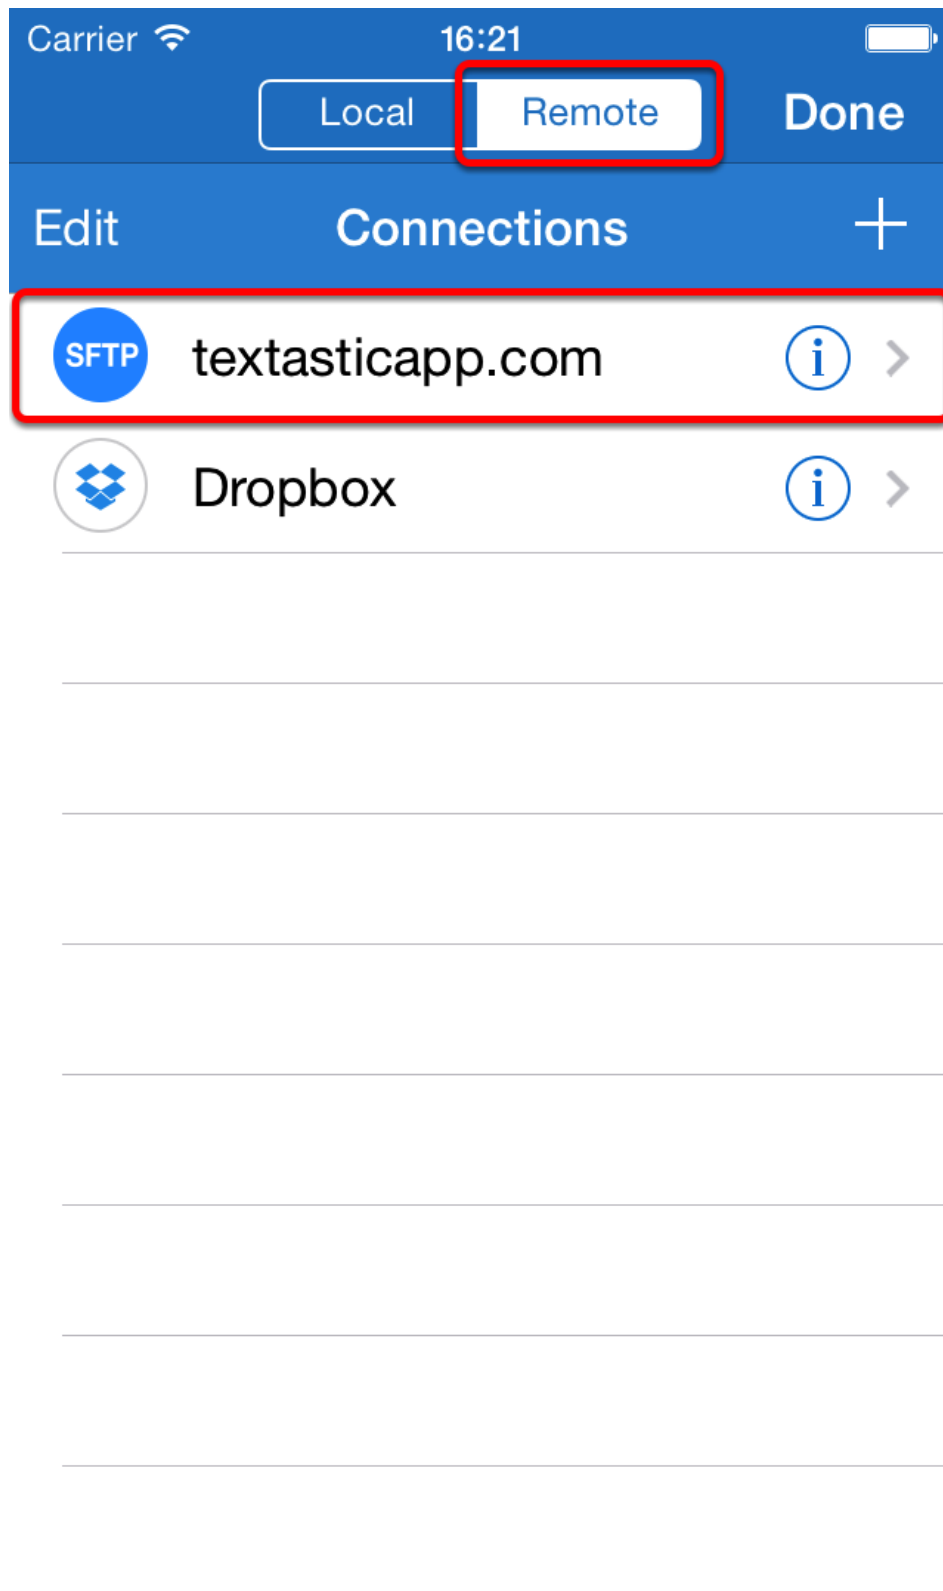 Carrier 16:21
Local Remote Done
Edit Connections +
SFTP textasticapp.com i
Dropbox i